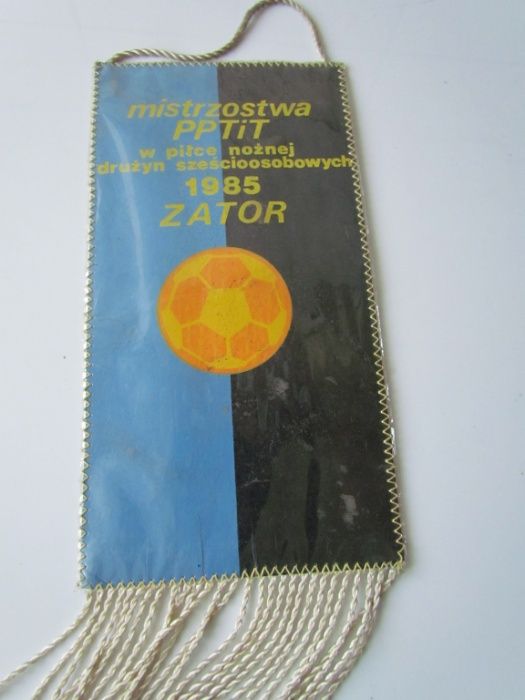 mistrzostwa
PPTiT
w piłce nożnej
drużyn sześcioosobowych
1985
ZATOR